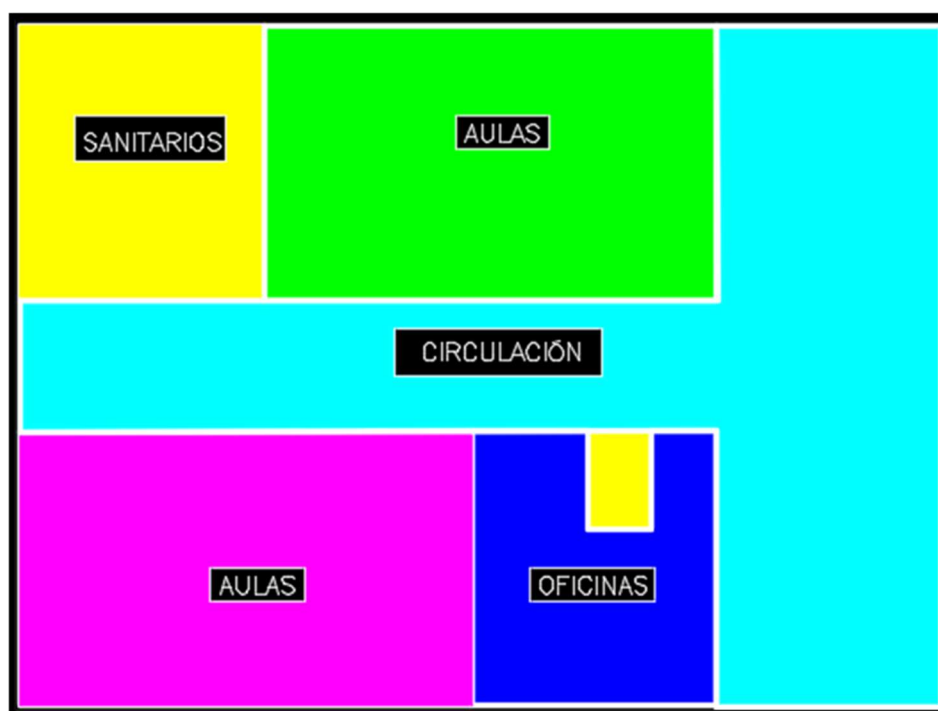 SANITARIOS
AULAS
CIRCULACIÓN
AULAS
OFICINAS